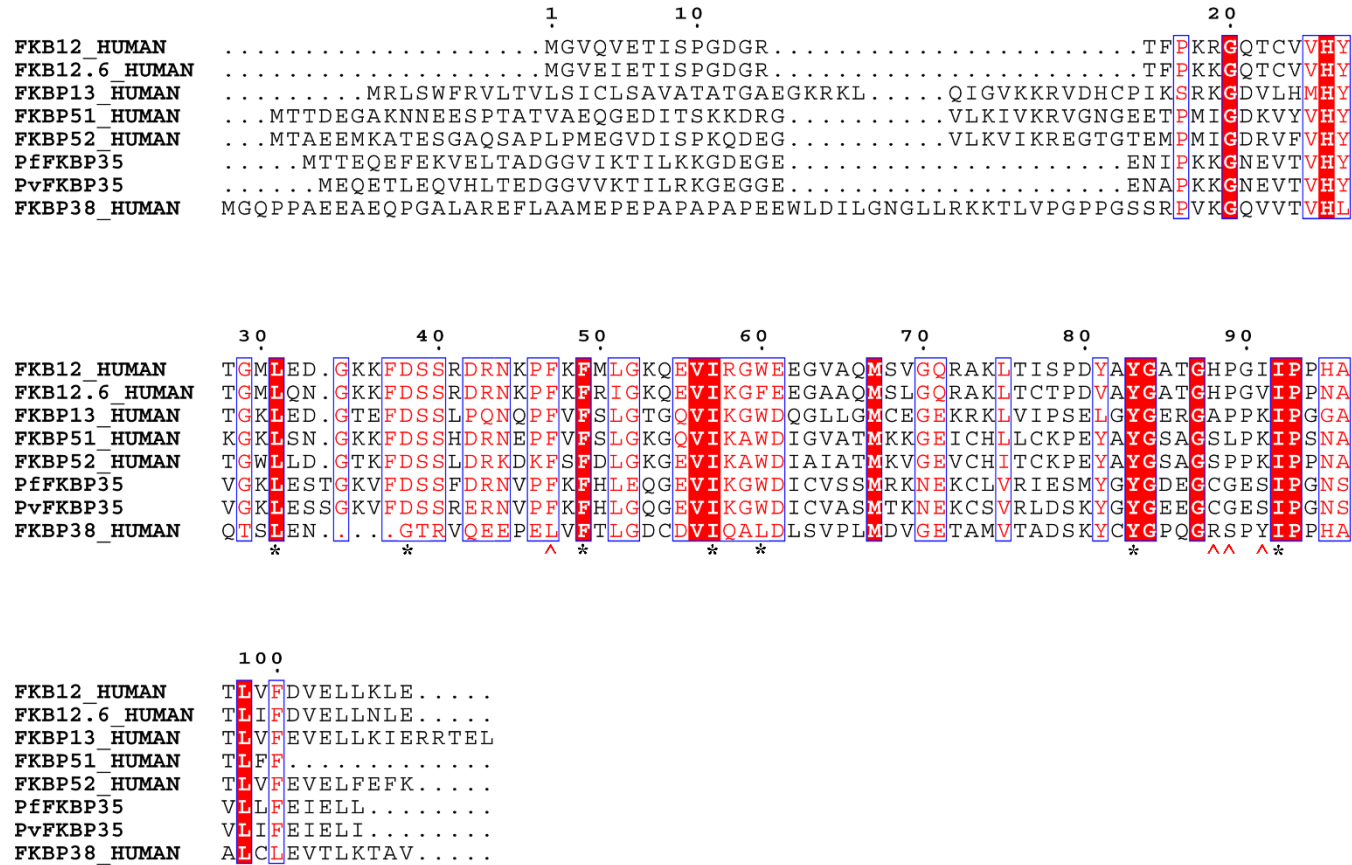 1 10 20
FKB12_HUMAN ....................MGVQVETISPGDGR.......................TFPKRGQTCVVHY
FKB12.6_HUMAN ....................MGVEIETISPGDGR.......................TFPKKGQTCVVHY
FKBP13_HUMAN .........MRLSWFRVLTVLSICLSAVATATGAEGKRKL.....QIGVKKRVDHCPIKSRKGDVLHMHY
FKBP51_HUMAN ...MTTDEGAKNNEESPTATVAEQGEDITSKKDRG..........VLKIVKRVGNGEETPMIGDKVYVHY
FKBP52_HUMAN ...MTAEEMKATESGAQSAPLPMEGVDISPKQDEG..........VLKVIKREGTGTEMPMIGDRVFVHY
PfFKBP35 .....MTTEQEFEKVELTADGGVIKTILKKGDEGE.....................ENIPKKGNEVTVHY
PvFKBP35 ......MEQETLEQVHLTEDGGVVKTILRKGEGGE.....................ENAPKKGNEVTVHY
FKBP38_HUMAN MGQPPAEEAEQPGALAREFLAAMEPEPAPAPAPEEWLDILGNGLLRKKTLVPGPPGSSRPVKGQVVTVHL
30 40 50 60 70 80 90
FKB12_HUMAN TGMLED.GKKFDSSRDRNKPFKFMLGKQEVIRGWEEGVAQMSVGQRAKLTISPDYAYGATGHPGIIPPHA
FKB12.6_HUMAN TGMLQN.GKKFDSSRDRNKPFKFRIGKQEVIKGFEEGAAQMSLGQRAKLTCTPDVAYGATGHPGVIPPNA
FKBP13_HUMAN TGKLED.GTEFDSSLPQNQPFVFSLGTGQVIKGWDQGLLGMCEGEKRKLVIPSELGYGERGAPPKIPGGA
FKBP51_HUMAN KGKLSN.GKKFDSSHDRNEPFVFSLGKGQVIKAWDIGVATMKKGEICHLLCKPEYAYGSAGSLPKIPSNA
FKBP52_HUMAN TGWLLD.GTKFDSSLDRKDKFSFDLGKGEVIKAWDIAIATMKVGEVCHITCKPEYAYGSAGSPPKIPPNA
PfFKBP35 VGKLESTGKVFDSSFDRNVPFKFHLEQGEVIKGWDICVSSMRKNEKCLVRIESMYGYGDEGCGESIPGNS
PvFKBP35 VGKLESSGKVFDSSRERNVPFKFHLGQGEVIKGWDICVASMTKNEKCSVRLDSKYGYGEEGCGESIPGNS
FKBP38_HUMAN QTSLEN....GTRVQEEPELVFTLGDCDVIQALDLSVPLMDVGETAMVTADSKYCYGPQGRSPYIPPHA
* * ^ * * * * ^ ^ ^ *
100
FKB12_HUMAN TLVFDVELLKLE.....
FKB12.6_HUMAN TLIFDVELLNLE.....
FKBP13_HUMAN TLVFEVELLKIERRTEL
FKBP51_HUMAN TLFF.............
FKBP52_HUMAN TLVFEVELFEFK.....
PfFKBP35 VLLFEIELL........
PvFKBP35 VLIFEIELI........
FKBP38_HUMAN ALCLEVTLKTAV.....